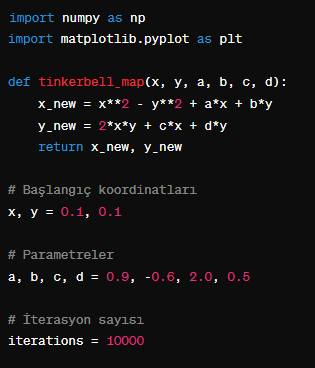 import numpy as np
import matplotlib.pyplot as plt

def tinkerbell_map(x, y, a, b, c, d):
    x_new = x**2 - y**2 + a*x + b*y
    y_new = 2*x*y + c*x + d*y
    return x_new, y_new

# Başlangıç koordinatları
x, y = 0.1, 0.1

# Parametreler
a, b, c, d = 0.9, -0.6, 2.0, 0.5

# İterasyon sayısı
iterations = 10000